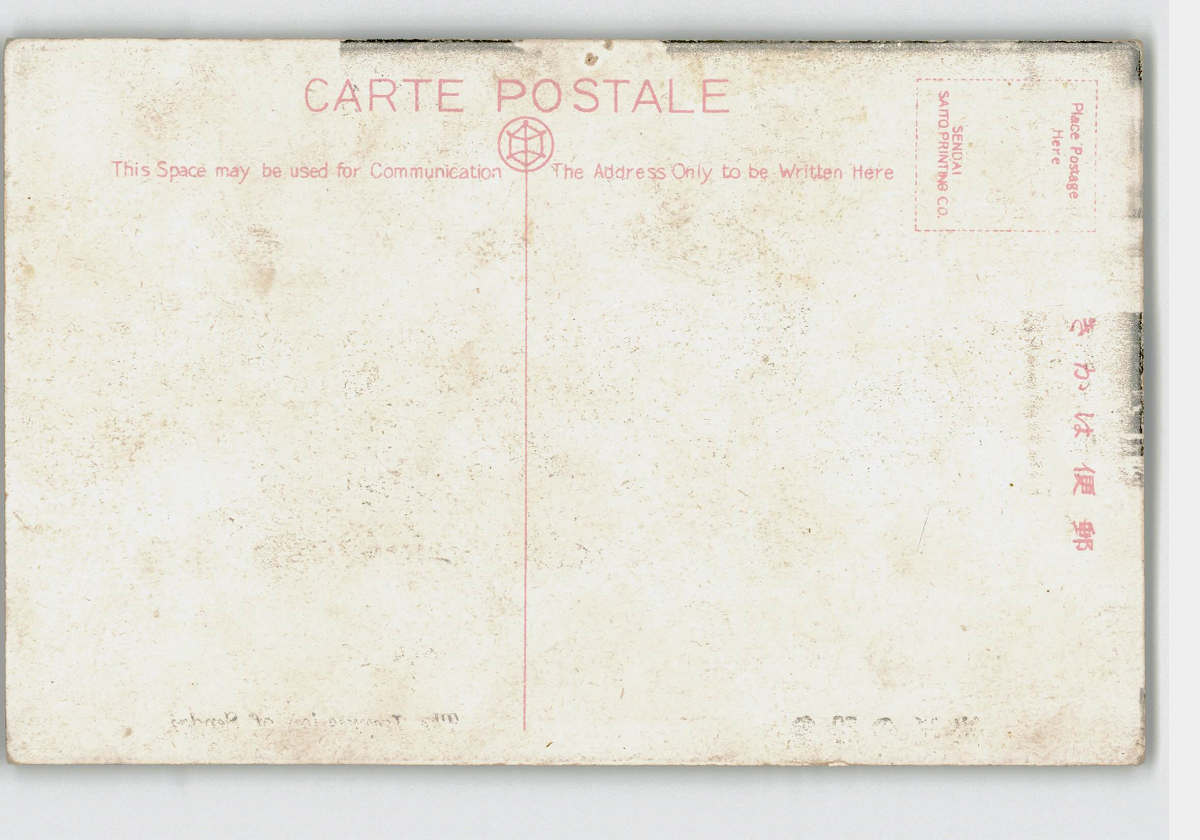 CARTE POSTALE
This Space may be used for Communication
The Address Only to be Written Here
Place Postage
Here
SENDAI
SAITO PRINTING CO.
きかは便郵